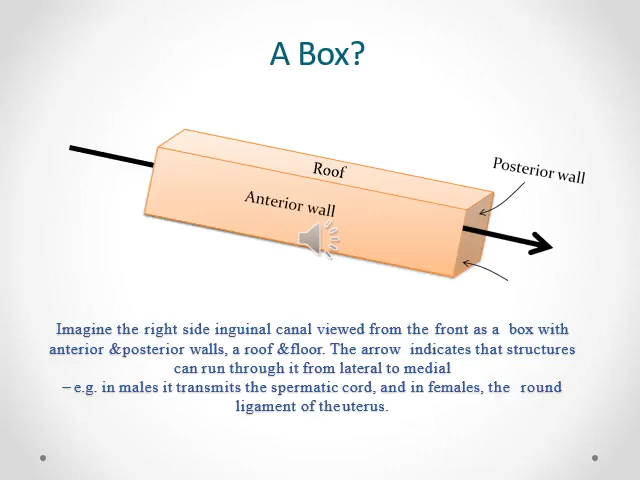 A Box?
Roof
Posterior wall
Anterior wall
Imagine the right side inguinal canal viewed from the front as a box with
anterior &posterior walls, a roof &floor. The arrow indicates that structures
can run through it from lateral to medial
– e.g. in males it transmits the spermatic cord, and in females, the round
ligament of theuterus.